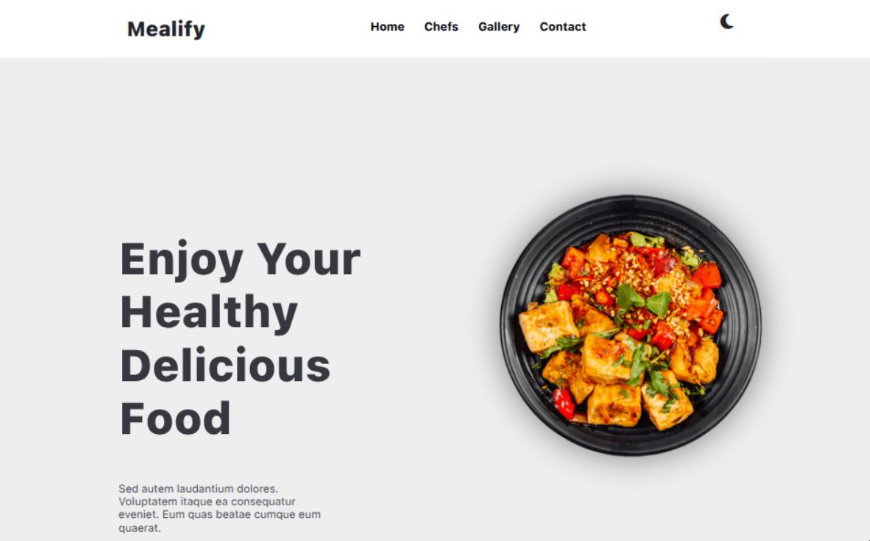 Mealify
Home Chefs Gallery Contact
Enjoy Your
Healthy
Delicious
Food
Sed autem laudantium dolores.
Voluptatem itaque ea consequatur
eveniet. Eum quas beatae cumque eum
quaerat.